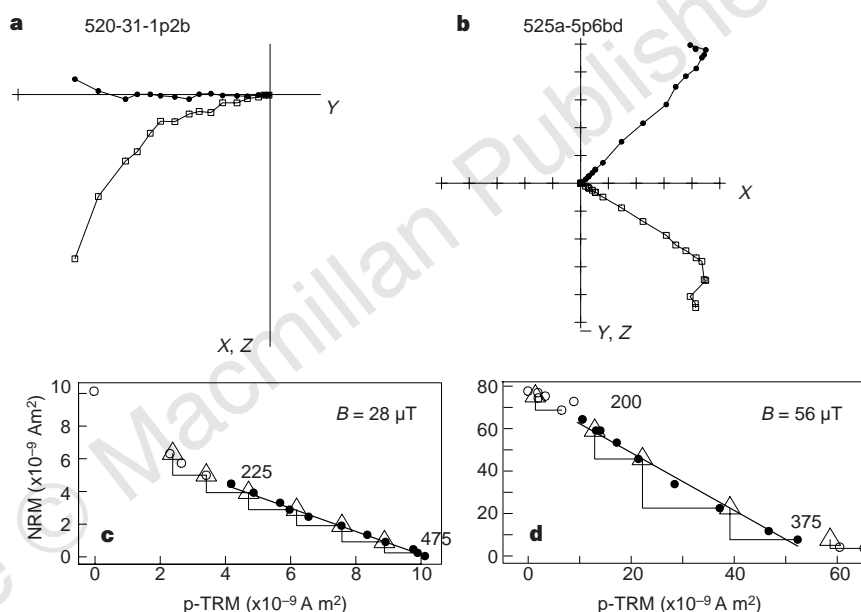 a 520-31-1p2b
b 525a-5p6bd
Y
X
X, Z
Y, Z
NRM (x10⁻⁹ Am²)
10
8
6
4
2
0
B = 28 µT
225
475
c
0 2 4 6 8 10
p-TRM (x10⁻⁹ A m²)
80
60
40
20
0
200
B = 56 µT
375
d
0 20 40 60
p-TRM (x10⁻⁹ A m²)
© Macmillan Publishe